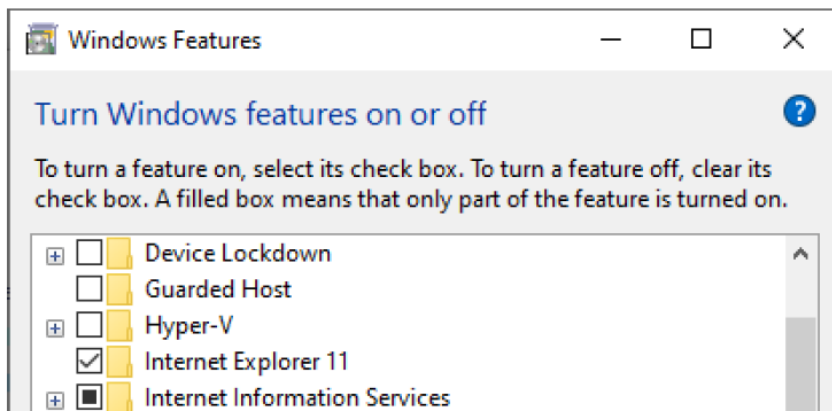 Windows Features
Turn Windows features on or off
?
To turn a feature on, select its check box. To turn a feature off, clear its
check box. A filled box means that only part of the feature is turned on.
Device Lockdown
Guarded Host
Hyper-V
Internet Explorer 11
Internet Information Services